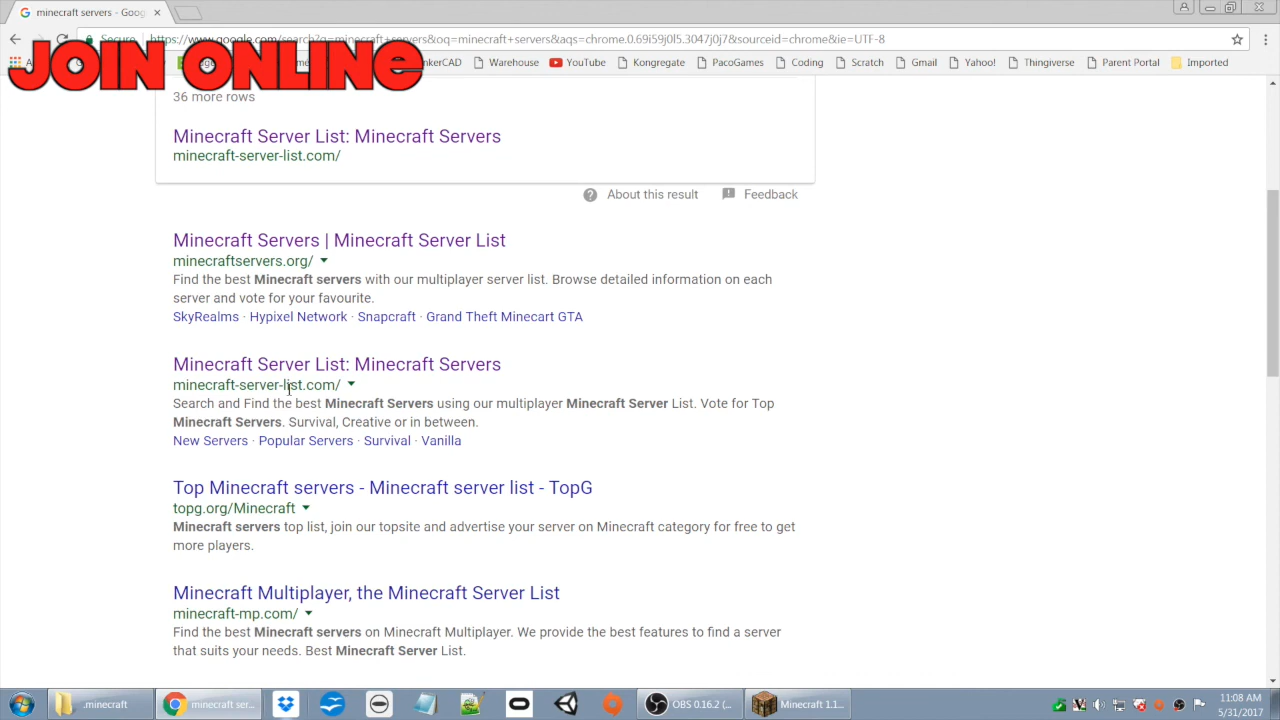 minecraft servers - Goo
Secure https://www.google.com/search?q=minecraft+servers&oq=minecraft+servers&aqs=chrome.0.69i59j0l5.3047j0j7&sourceid=chrome&ie=UTF-8
JOIN ONLINe
Warehouse YouTube Kongregate PacoGames Coding Scratch Gmail Yahoo! Thingiverse Parent Portal Imported
36 more rows
Minecraft Server List: Minecraft Servers
minecraft-server-list.com/
About this result Feedback
Minecraft Servers | Minecraft Server List
minecraftservers.org/
Find the best Minecraft servers with our multiplayer server list. Browse detailed information on each
server and vote for your favourite.
SkyRealms · Hypixel Network · Snapcraft · Grand Theft Minecart GTA
Minecraft Server List: Minecraft Servers
minecraft-server-list.com/
Search and Find the best Minecraft Servers using our multiplayer Minecraft Server List. Vote for Top
Minecraft Servers. Survival, Creative or in between.
New Servers · Popular Servers · Survival · Vanilla
Top Minecraft servers - Minecraft server list - TopG
topg.org/Minecraft
Minecraft servers top list, join our topsite and advertise your server on Minecraft category for free to get
more players.
Minecraft Multiplayer, the Minecraft Server List
minecraft-mp.com/
Find the best Minecraft servers on Minecraft Multiplayer. We provide the best features to find a server
that suits your needs. Best Minecraft Server List.
.minecraft minecraft ser... OBS 0.16.2 (... Minecraft 1.1... 11:08 AM
5/31/2017